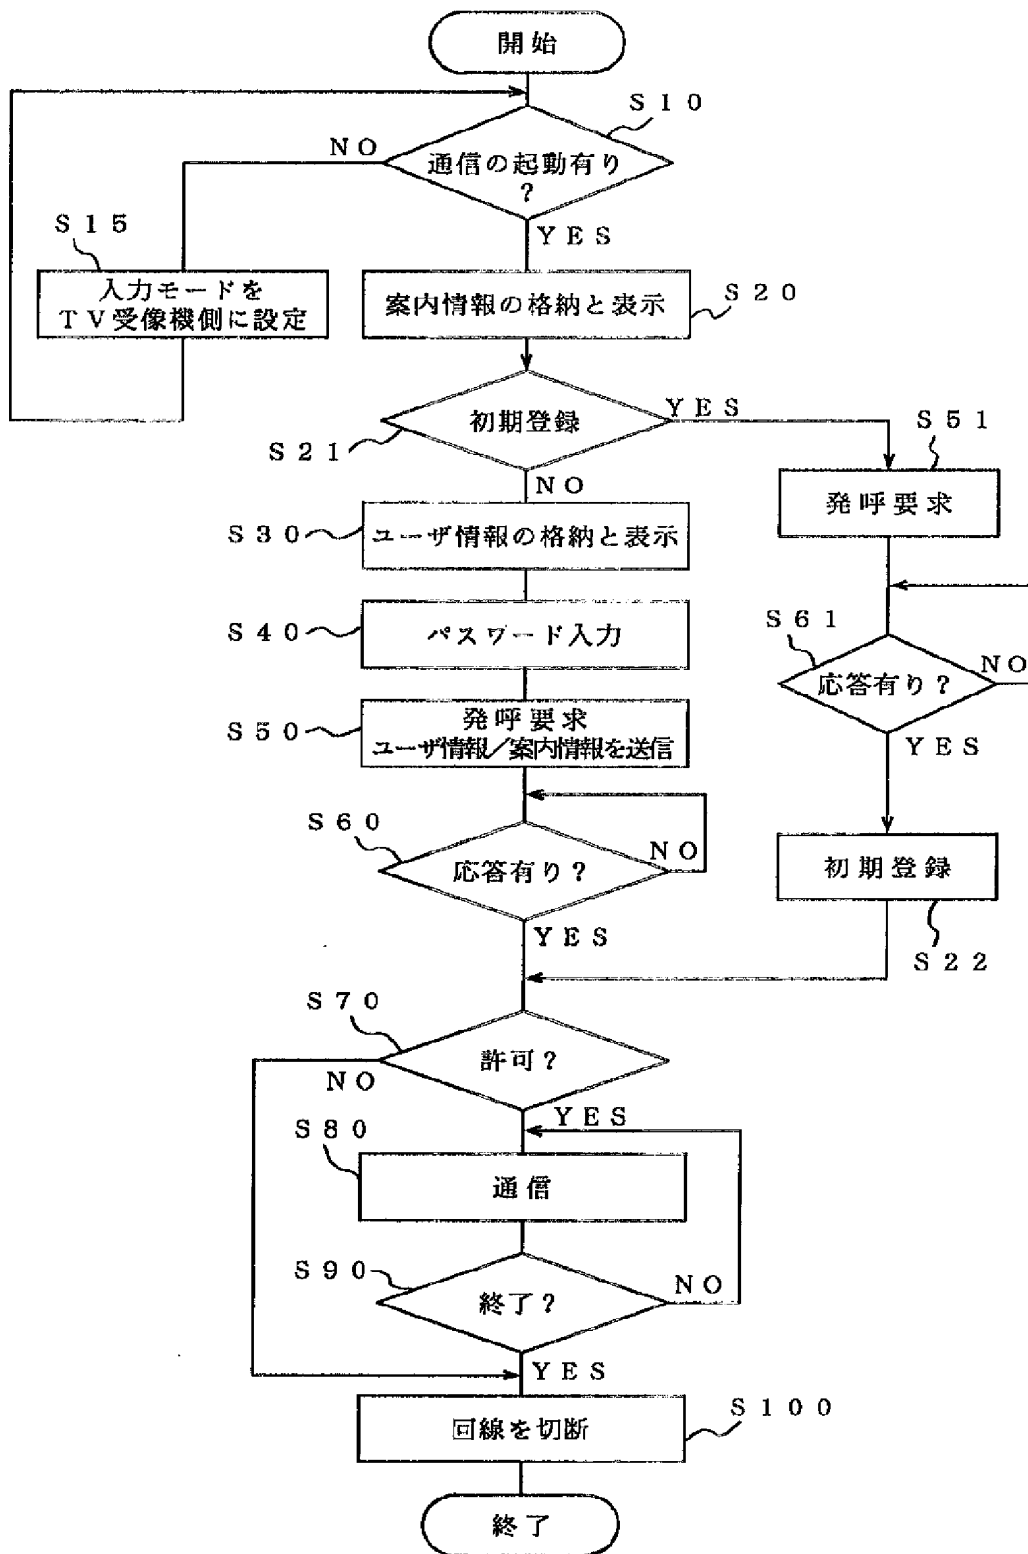 開始
S10
NO
通信の起動有り
?
S15
YES
入力モードを
TV受像機側に設定
案内情報の格納と表示
S20
初期登録
YES
S21
S51
NO
発呼要求
S30
ユーザ情報の格納と表示
S40
パスワード入力
S61
応答有り?
NO
S50
発呼要求
ユーザ情報/案内情報を送信
YES
S60
応答有り?
NO
初期登録
YES
S22
S70
許可?
NO
YES
S80
通信
S90
終了?
NO
YES
回線を切断
S100
終了